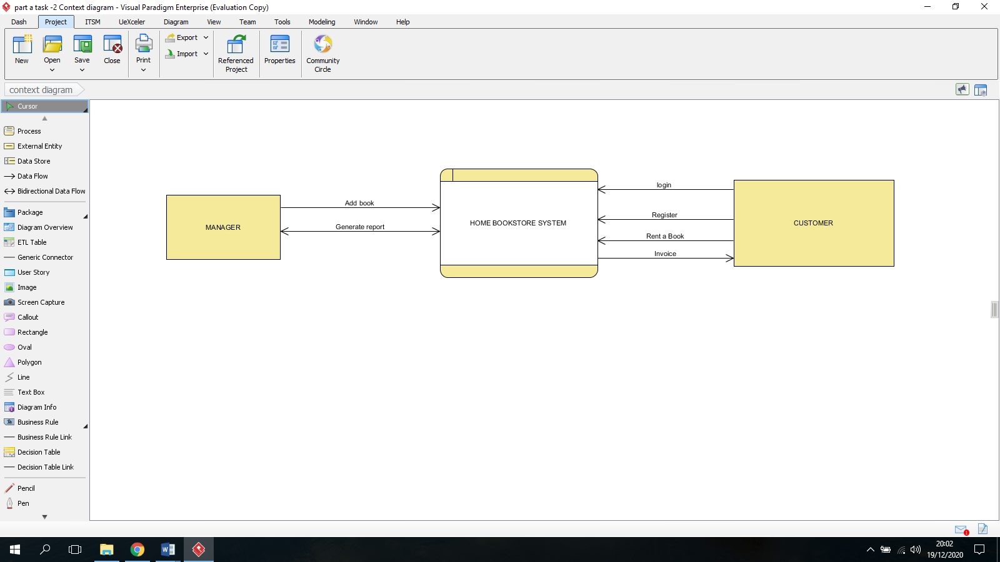 part a task -2 Context diagram - Visual Paradigm Enterprise (Evaluation Copy)
Dash Project ITSM UeXceler Diagram View Team Tools Modeling Window Help
New Open Save Close Print Export Import Referenced Project Properties Community Circle
context diagram
Cursor
Process
External Entity
Data Store
Data Flow
Bidirectional Data Flow
Package
Diagram Overview
ETL Table
Generic Connector
User Story
Image
Screen Capture
Callout
Rectangle
Oval
Polygon
Line
Text Box
Diagram Info
Business Rule
Business Rule Link
Decision Table
Decision Table Link
Pencil
Pen
MANAGER
Add book
Generate report
HOME BOOKSTORE SYSTEM
login
Register
Rent a Book
Invoice
CUSTOMER
1
20:02
19/12/2020